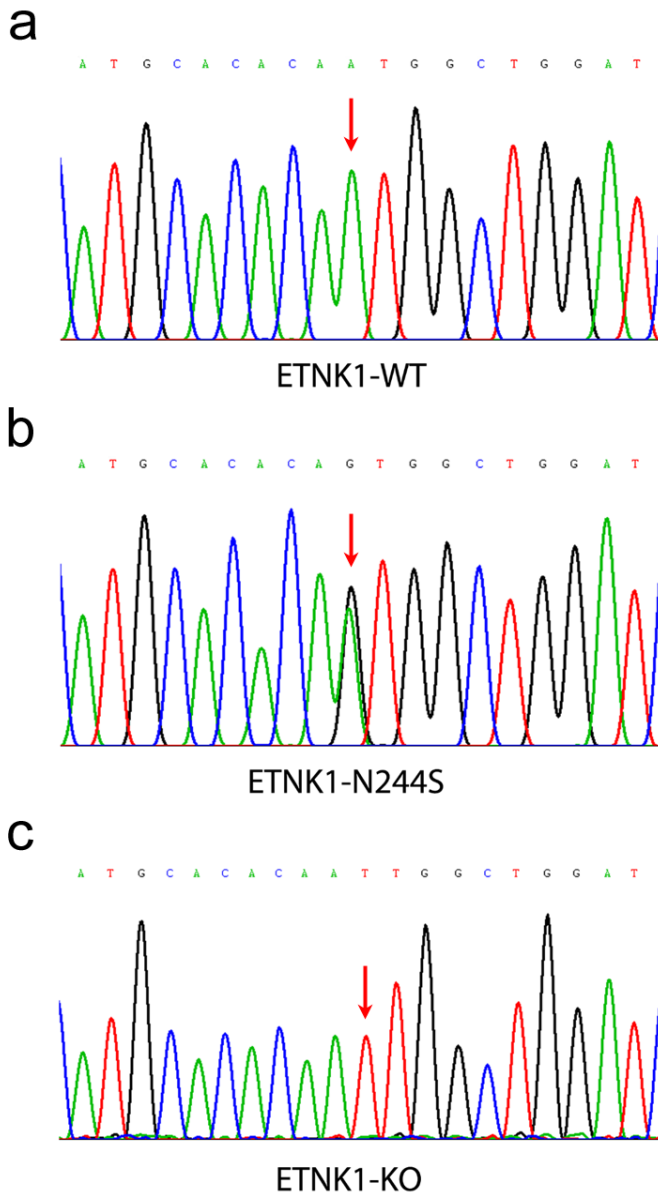 a
A T G C A C A C A A T G G C T G G A T
ETNK1-WT
b
A T G C A C A C A G T G G C T G G A T
ETNK1-N244S
c
A T G C A C A C A A T T G G C T G G A T
ETNK1-KO